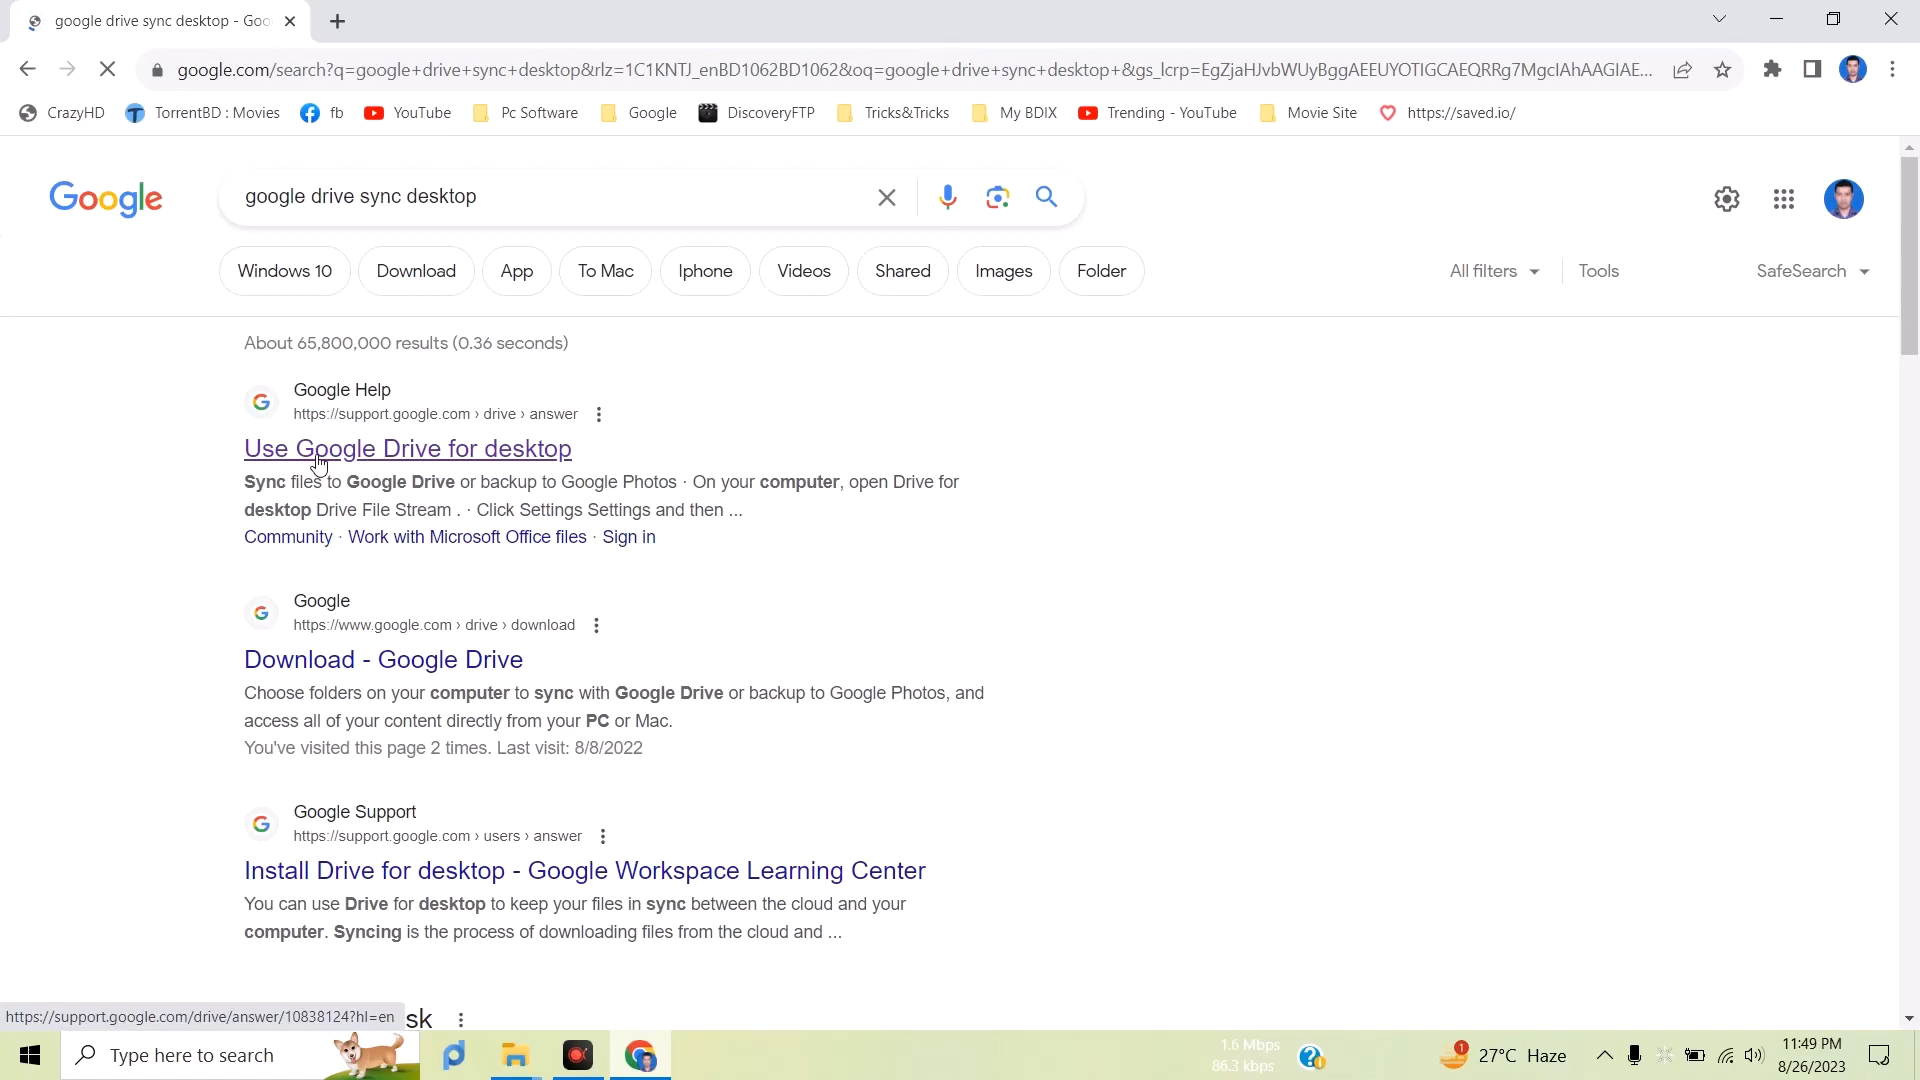 google drive sync desktop - Goo
google.com/search?q=google+drive+sync+desktop&rlz=1C1KNTJ_enBD1062BD1062&oq=google+drive+sync+desktop+&gs_lcrp=EgZjaHJvbWUyBggAEEUYOTIGCAEQRRg7MgcIAhAAGIAE...
CrazyHD TorrentBD : Movies fb YouTube Pc Software Google DiscoveryFTP Tricks&Tricks My BDIX Trending - YouTube Movie Site https://saved.io/
Google google drive sync desktop
Windows 10 Download App To Mac Iphone Videos Shared Images Folder All filters Tools SafeSearch
About 65,800,000 results (0.36 seconds)
Google Help
https://support.google.com › drive › answer
Use Google Drive for desktop
Sync files to Google Drive or backup to Google Photos · On your computer, open Drive for
desktop Drive File Stream . · Click Settings Settings and then ...
Community · Work with Microsoft Office files · Sign in
Google
https://www.google.com › drive › download
Download - Google Drive
Choose folders on your computer to sync with Google Drive or backup to Google Photos, and
access all of your content directly from your PC or Mac.
You've visited this page 2 times. Last visit: 8/8/2022
Google Support
https://support.google.com › users › answer
Install Drive for desktop - Google Workspace Learning Center
You can use Drive for desktop to keep your files in sync between the cloud and your
computer. Syncing is the process of downloading files from the cloud and ...
https://support.google.com/drive/answer/10838124?hl=en sk
Type here to search
1.6 Mbps
86.3 kbps
1 27°C Haze
11:49 PM
8/26/2023